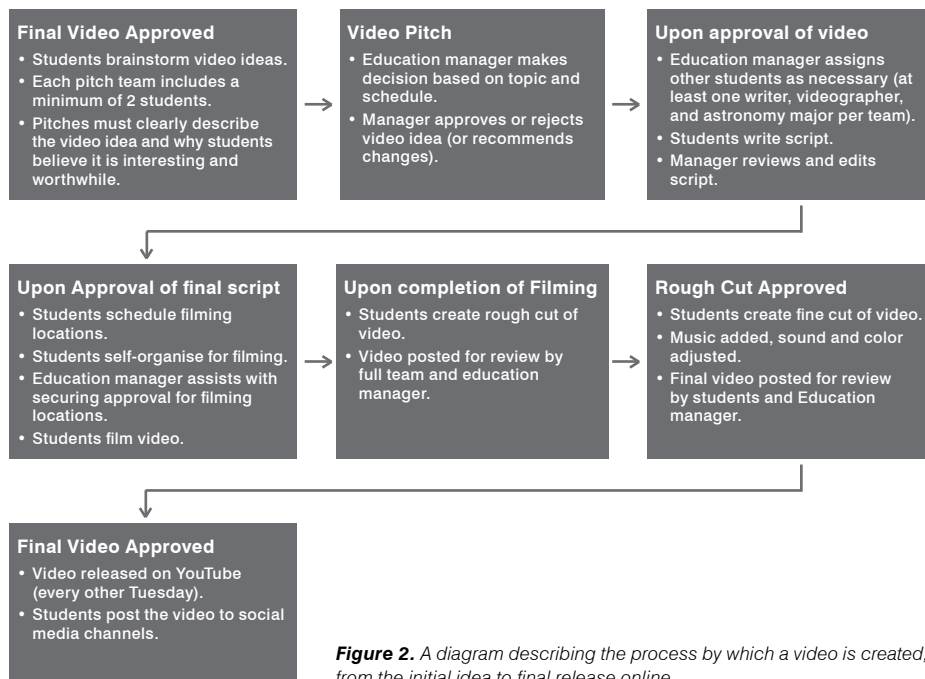 Final Video Approved
• Students brainstorm video ideas.
• Each pitch team includes a
minimum of 2 students.
• Pitches must clearly describe
the video idea and why students
believe it is interesting and
worthwhile.
Video Pitch
• Education manager makes
decision based on topic and
schedule.
• Manager approves or rejects
video idea (or recommends
changes).
Upon approval of video
• Education manager assigns
other students as necessary (at
least one writer, videographer,
and astronomy major per team).
• Students write script.
• Manager reviews and edits
script.
Upon Approval of final script
• Students schedule filming
locations.
• Students self-organise for filming.
• Education manager assists with
securing approval for filming
locations.
• Students film video.
Upon completion of Filming
• Students create rough cut of
video.
• Video posted for review by
full team and education
manager.
Rough Cut Approved
• Students create fine cut of video.
• Music added, sound and color
adjusted.
• Final video posted for review
by students and Education
manager.
Final Video Approved
• Video released on YouTube
(every other Tuesday).
• Students post the video to social
media channels.
Figure 2. A diagram describing the process by which a video is created,
from the initial idea to final release online.